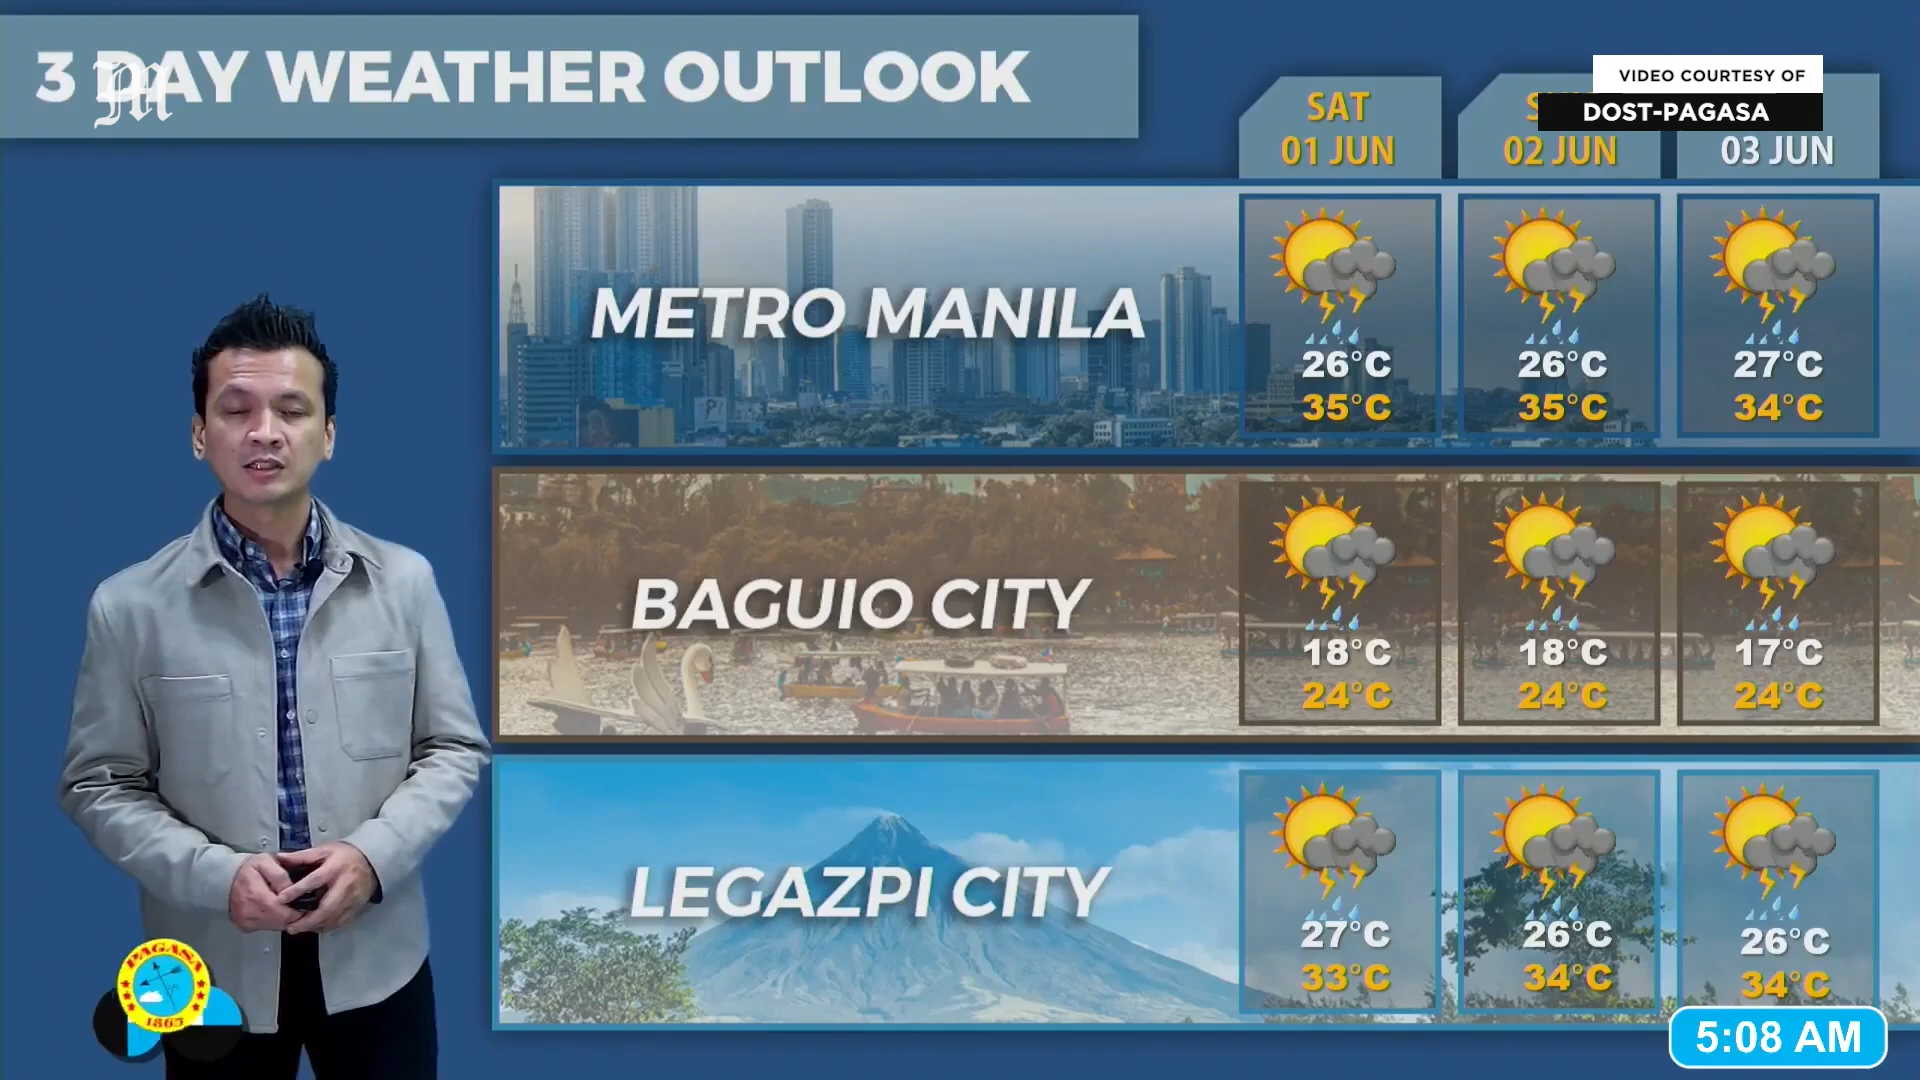 3 DAY WEATHER OUTLOOK
M
VIDEO COURTESY OF
DOST-PAGASA
SAT
01 JUN
02 JUN
03 JUN
METRO MANILA
26°C
35°C
26°C
35°C
27°C
34°C
BAGUIO CITY
18°C
24°C
18°C
24°C
17°C
24°C
LEGAZPI CITY
27°C
33°C
26°C
34°C
26°C
34°C
PAGASA
1865
5:08 AM